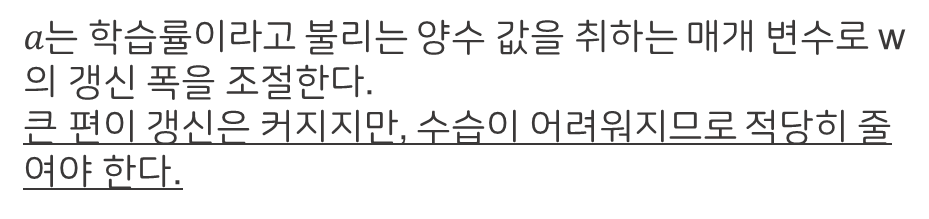 a는 학습률이라고 불리는 양수 값을 취하는 매개 변수로 w
의 갱신 폭을 조절한다.
큰 편이 갱신은 커지지만, 수습이 어려워지므로 적당히 줄
여야 한다.